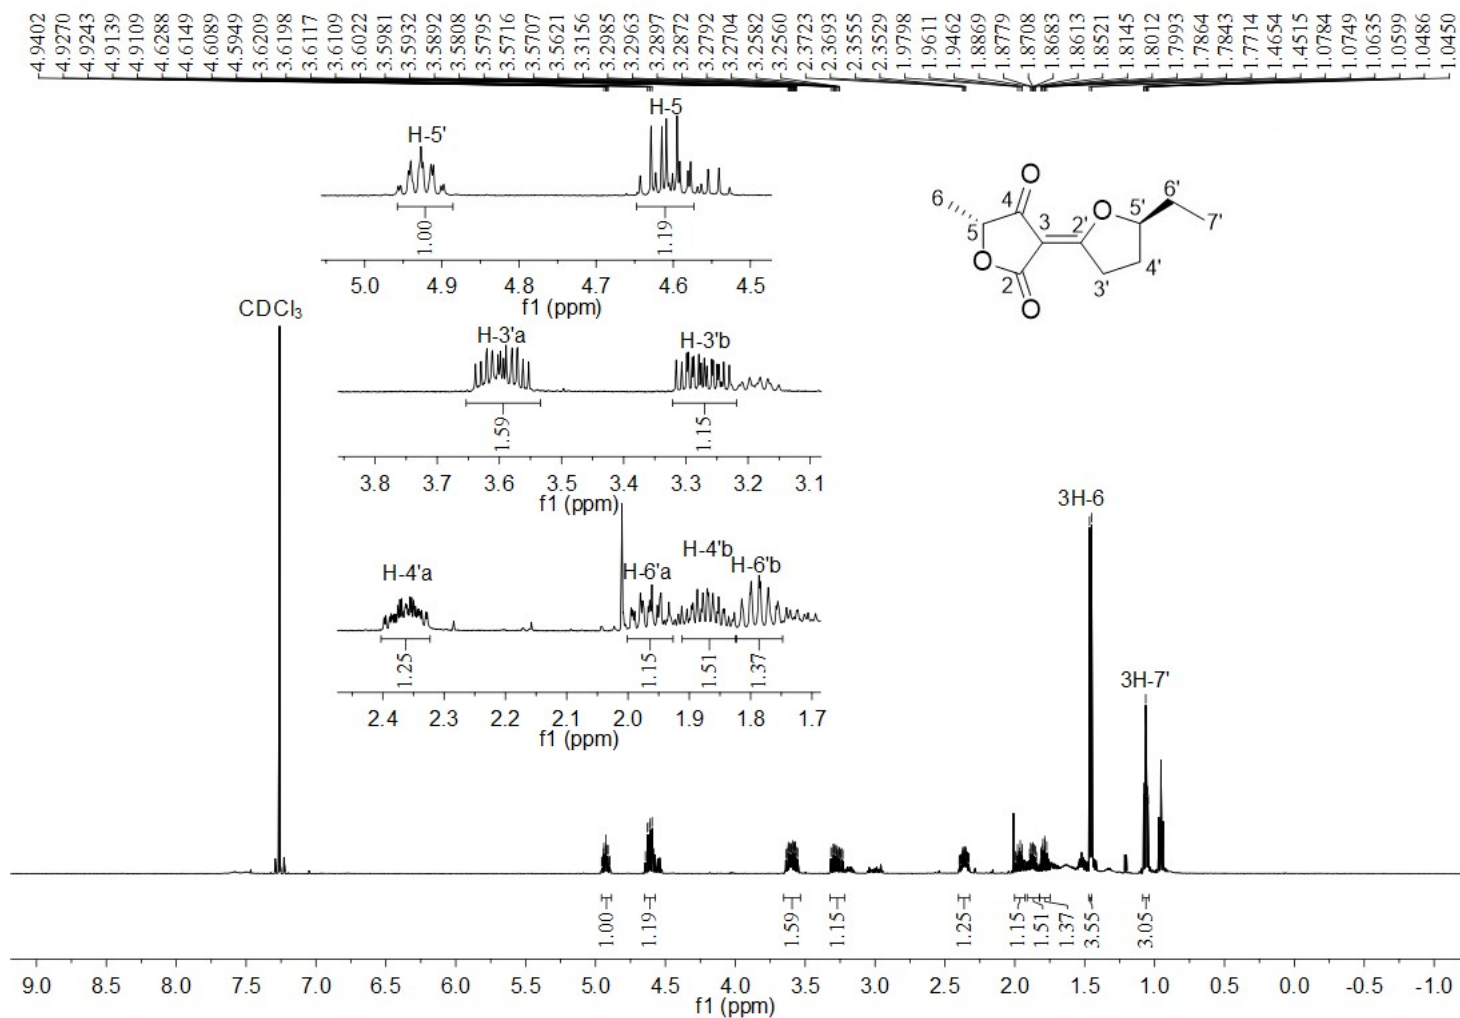 4.9402 4.9270 4.9243 4.9139 4.9109 4.6288 4.6149 4.6089 4.5949 3.6209 3.6198 3.6117 3.6109 3.6022 3.5981 3.5932 3.5892 3.5808 3.5795 3.5716 3.5707 3.5621 3.3156 3.2985 3.2963 3.2897 3.2872 3.2792 3.2704 3.2582 3.2560 2.3723 2.3693 2.3555 2.3529 1.9798 1.9611 1.9462 1.8869 1.8779 1.8708 1.8683 1.8613 1.8521 1.8145 1.8012 1.7993 1.7864 1.7843 1.7714 1.4654 1.4515 1.0784 1.0749 1.0635 1.0599 1.0486 1.0450
H-5' H-5
1.00 1.19
5.0 4.9 4.8 4.7 4.6 4.5
f1 (ppm)
O
6 4 3 O 5' 6' 7'
5 2' 4'
O 2 3'
O
CDCl3
H-3'a H-3'b
1.59 1.15
3.8 3.7 3.6 3.5 3.4 3.3 3.2 3.1
f1 (ppm)
H-4'a H-6'a H-4'b H-6'b
1.25 1.15 1.51 1.37
2.4 2.3 2.2 2.1 2.0 1.9 1.8 1.7
f1 (ppm)
3H-6
3H-7'
1.00 1.19 1.59 1.15 1.25 1.15 1.51 1.37 3.55 3.05
9.0 8.5 8.0 7.5 7.0 6.5 6.0 5.5 5.0 4.5 4.0 3.5 3.0 2.5 2.0 1.5 1.0 0.5 0.0 -0.5 -1.0
f1 (ppm)